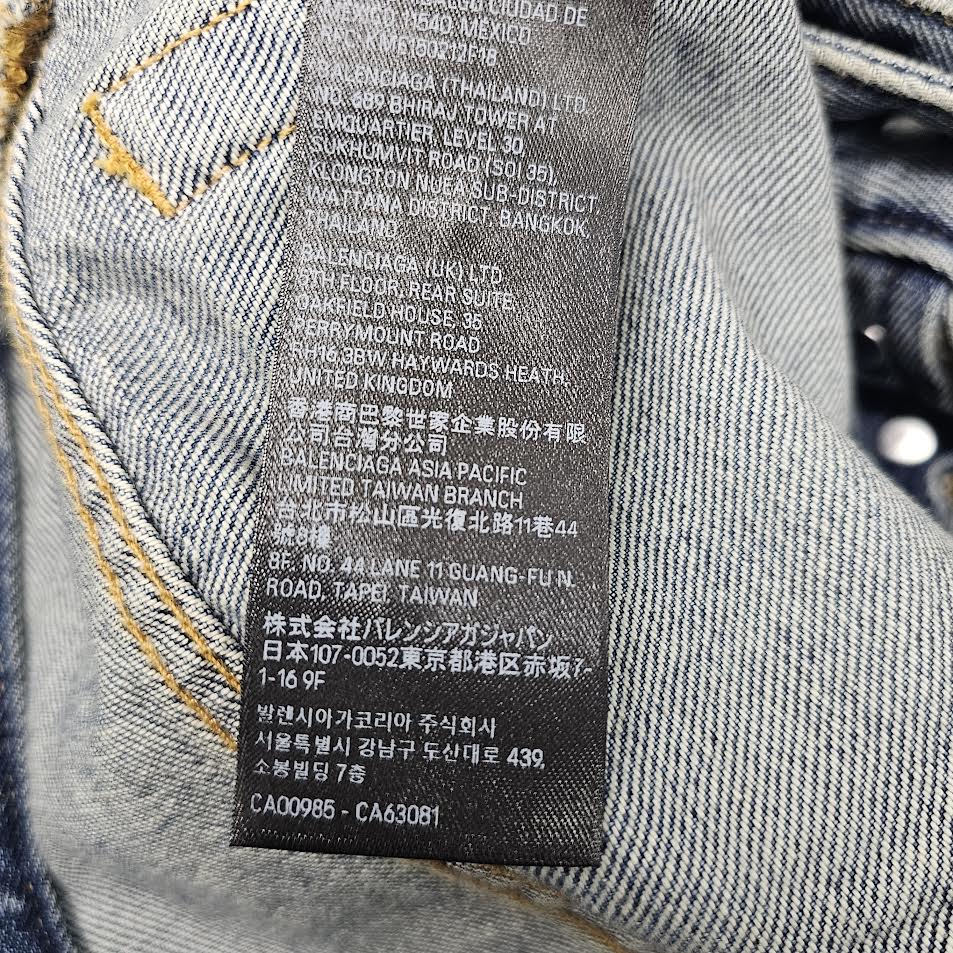 CIUDAD DE
MEXICO 11540, MEXICO
RFC. KME150212F18
BALENCIAGA (THAILAND) LTD.
NO. 689 BHIRAJ TOWER AT
EMQUARTIER, LEVEL 30,
SUKHUMVIT ROAD (SOI 35),
KLONGTON NUEA SUB-DISTRICT
WATTANA DISTRICT, BANGKOK,
THAILAND
BALENCIAGA (UK) LTD
9TH FLOOR, REAR SUITE,
OAKFIELD HOUSE, 35
PERRYMOUNT ROAD
RH16 3BW HAYWARDS HEATH,
UNITED KINGDOM
香港商巴黎世家企業股份有限
公司台灣分公司
BALENCIAGA ASIA PACIFIC
LIMITED TAIWAN BRANCH
台北市松山區光復北路11巷44
號8樓
8F. NO. 44 LANE 11 GUANG-FU N.
ROAD, TAPEI, TAIWAN
株式会社バレンシアガジャパン
日本107-0052東京都港区赤坂7-
1-16 9F
발렌시아가코리아 주식회사
서울특별시 강남구 도산대로 439,
소봉빌딩 7층
CA00985 - CA63081